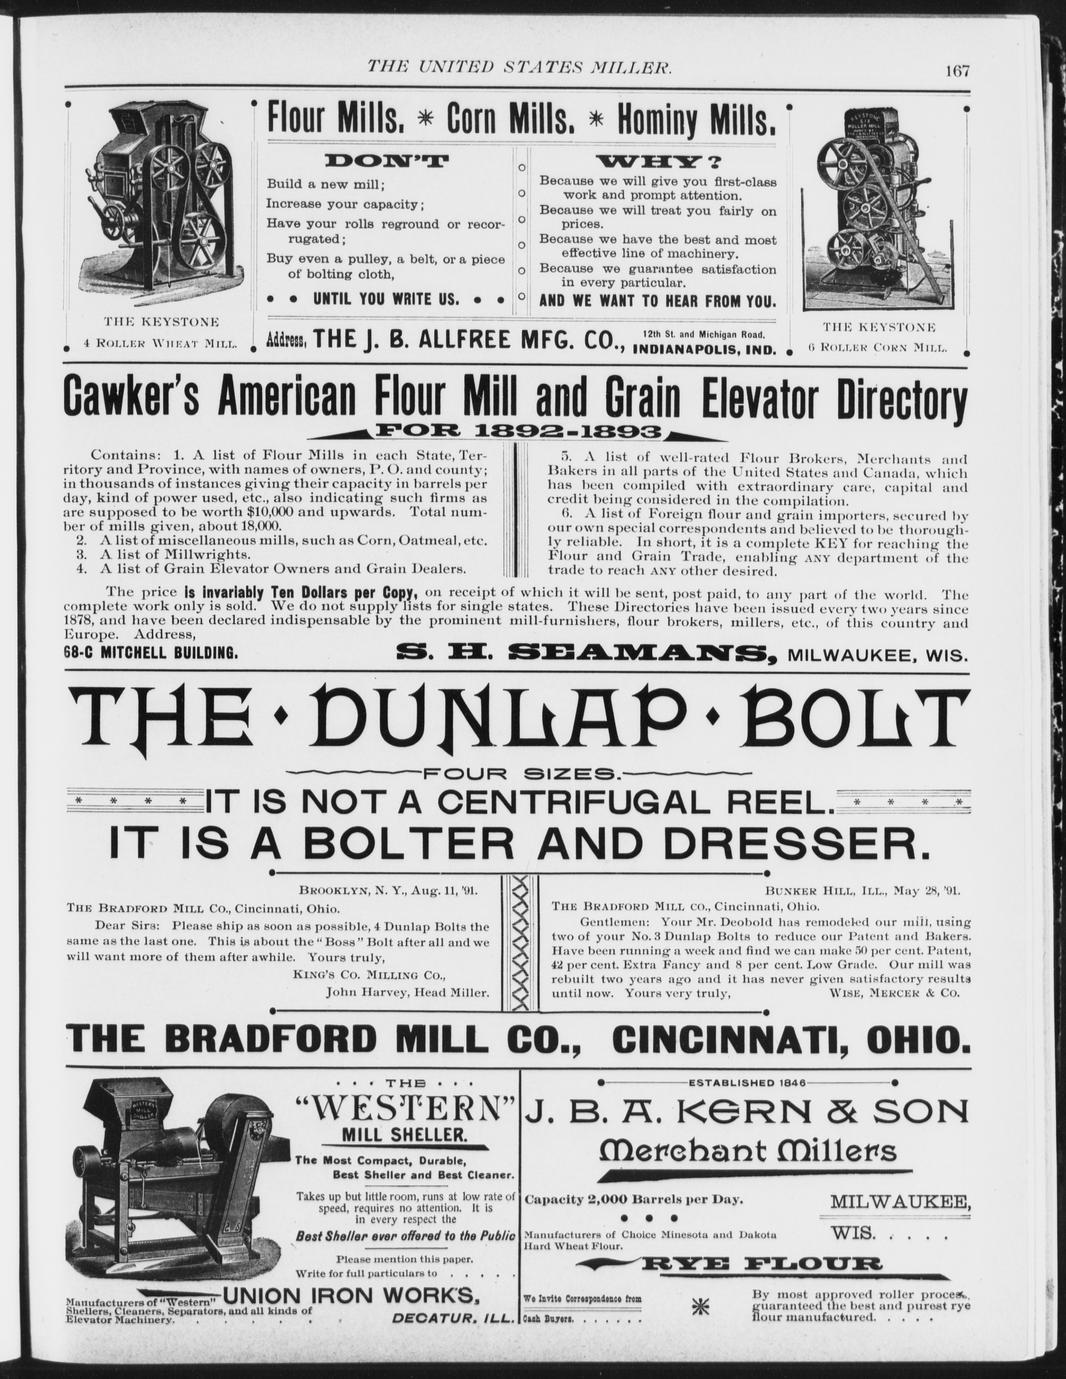 THE UNITED STATES MILLER.
167
Flour Mills. * Corn Mills. * Hominy Mills.
DON'T
Build a new mill;
Increase your capacity;
Have your rolls reground or recor-
rugated;
Buy even a pulley, a belt, or a piece
of bolting cloth,
• • UNTIL YOU WRITE US. • •
WHY?
Because we will give you first-class
work and prompt attention.
Because we will treat you fairly on
prices.
Because we have the best and most
effective line of machinery.
Because we guarantee satisfaction
in every particular.
AND WE WANT TO HEAR FROM YOU.
THE KEYSTONE
4 ROLLER WHEAT MILL.
Address, THE J. B. ALLFREE MFG. CO., 12th St. and Michigan Road,
INDIANAPOLIS, IND.
KEYSTONE
THE KEYSTONE
6 ROLLER CORN MILL.
Cawker's American Flour Mill and Grain Elevator Directory
FOR 1892-1893
Contains: 1. A list of Flour Mills in each State, Ter-
ritory and Province, with names of owners, P. O. and county;
in thousands of instances giving their capacity in barrels per
day, kind of power used, etc., also indicating such firms as
are supposed to be worth $10,000 and upwards. Total num-
ber of mills given, about 18,000.
2. A list of miscellaneous mills, such as Corn, Oatmeal, etc.
3. A list of Millwrights.
4. A list of Grain Elevator Owners and Grain Dealers.
5. A list of well-rated Flour Brokers, Merchants and
Bakers in all parts of the United States and Canada, which
has been compiled with extraordinary care, capital and
credit being considered in the compilation.
6. A list of Foreign flour and grain importers, secured by
our own special correspondents and believed to be thorough-
ly reliable. In short, it is a complete KEY for reaching the
Flour and Grain Trade, enabling ANY department of the
trade to reach ANY other desired.
The price is invariably Ten Dollars per Copy, on receipt of which it will be sent, post paid, to any part of the world. The
complete work only is sold. We do not supply lists for single states. These Directories have been issued every two years since
1878, and have been declared indispensable by the prominent mill-furnishers, flour brokers, millers, etc., of this country and
Europe. Address,
68-C MITCHELL BUILDING. S. H. SEAMANS, MILWAUKEE, WIS.
THE · DUNLAP · BOLT
FOUR SIZES.
* * * * IT IS NOT A CENTRIFUGAL REEL. * * * *
IT IS A BOLTER AND DRESSER.
BROOKLYN, N. Y., Aug. 11, '91.
THE BRADFORD MILL CO., Cincinnati, Ohio.
Dear Sirs: Please ship as soon as possible, 4 Dunlap Bolts the
same as the last one. This is about the "Boss" Bolt after all and we
will want more of them after awhile. Yours truly,
KING'S CO. MILLING CO.,
John Harvey, Head Miller.
BUNKER HILL, ILL., May 28, '91.
THE BRADFORD MILL CO., Cincinnati, Ohio.
Gentlemen: Your Mr. Deobold has remodeled our mill, using
two of your No. 3 Dunlap Bolts to reduce our Patent and Bakers.
Have been running a week and find we can make 50 per cent. Patent,
42 per cent. Extra Fancy and 8 per cent. Low Grade. Our mill was
rebuilt two years ago and it has never given satisfactory results
until now. Yours very truly, WISE, MERCER & CO.
THE BRADFORD MILL CO., CINCINNATI, OHIO.
WESTERN
MILL
SHELLER
· · · THE · · ·
"WESTERN"
MILL SHELLER.
The Most Compact, Durable,
Best Sheller and Best Cleaner.
Takes up but little room, runs at low rate of
speed, requires no attention. It is
in every respect the
Best Sheller ever offered to the Public
Please mention this paper.
Write for full particulars to . . . . .
UNION IRON WORKS,
DECATUR, ILL.
Manufacturers of "Western"
Shellers, Cleaners, Separators, and all kinds of
Elevator Machinery. . . . . .
ESTABLISHED 1846
J. B. A. KERN & SON
Merchant Millers
Capacity 2,000 Barrels per Day.
• • •
Manufacturers of Choice Minesota and Dakota
Hard Wheat Flour.
MILWAUKEE,
WIS. . . . .
RYE FLOUR
We Invite Correspondence from
Cash Buyers. . . . . . .
*
By most approved roller process,
guaranteed the best and purest rye
flour manufactured. . . . .